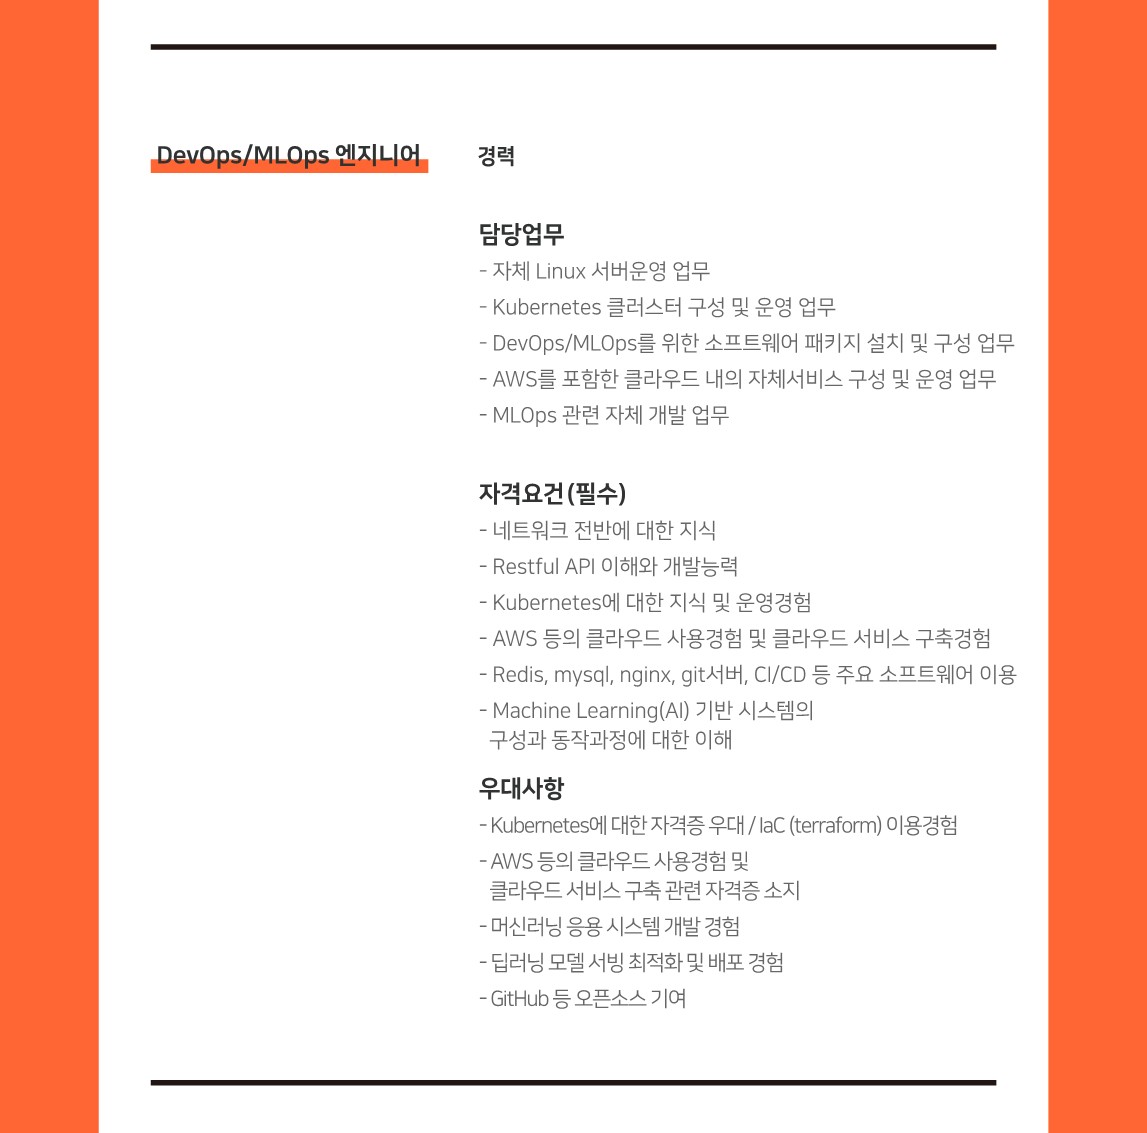 DevOps/MLOps 엔지니어
경력
담당업무
- 자체 Linux 서버운영 업무
- Kubernetes 클러스터 구성 및 운영 업무
- DevOps/MLOps를 위한 소프트웨어 패키지 설치 및 구성 업무
- AWS를 포함한 클라우드 내의 자체서비스 구성 및 운영 업무
- MLOps 관련 자체 개발 업무
자격요건(필수)
- 네트워크 전반에 대한 지식
- Restful API 이해와 개발능력
- Kubernetes에 대한 지식 및 운영경험
- AWS 등의 클라우드 사용경험 및 클라우드 서비스 구축경험
- Redis, mysql, nginx, git서버, CI/CD 등 주요 소프트웨어 이용
- Machine Learning(AI) 기반 시스템의
구성과 동작과정에 대한 이해
우대사항
- Kubernetes에 대한 자격증 우대 / IaC (terraform) 이용경험
- AWS 등의 클라우드 사용경험 및
클라우드 서비스 구축 관련 자격증 소지
- 머신러닝 응용 시스템 개발 경험
- 딥러닝 모델 서빙 최적화 및 배포 경험
- GitHub 등 오픈소스 기여